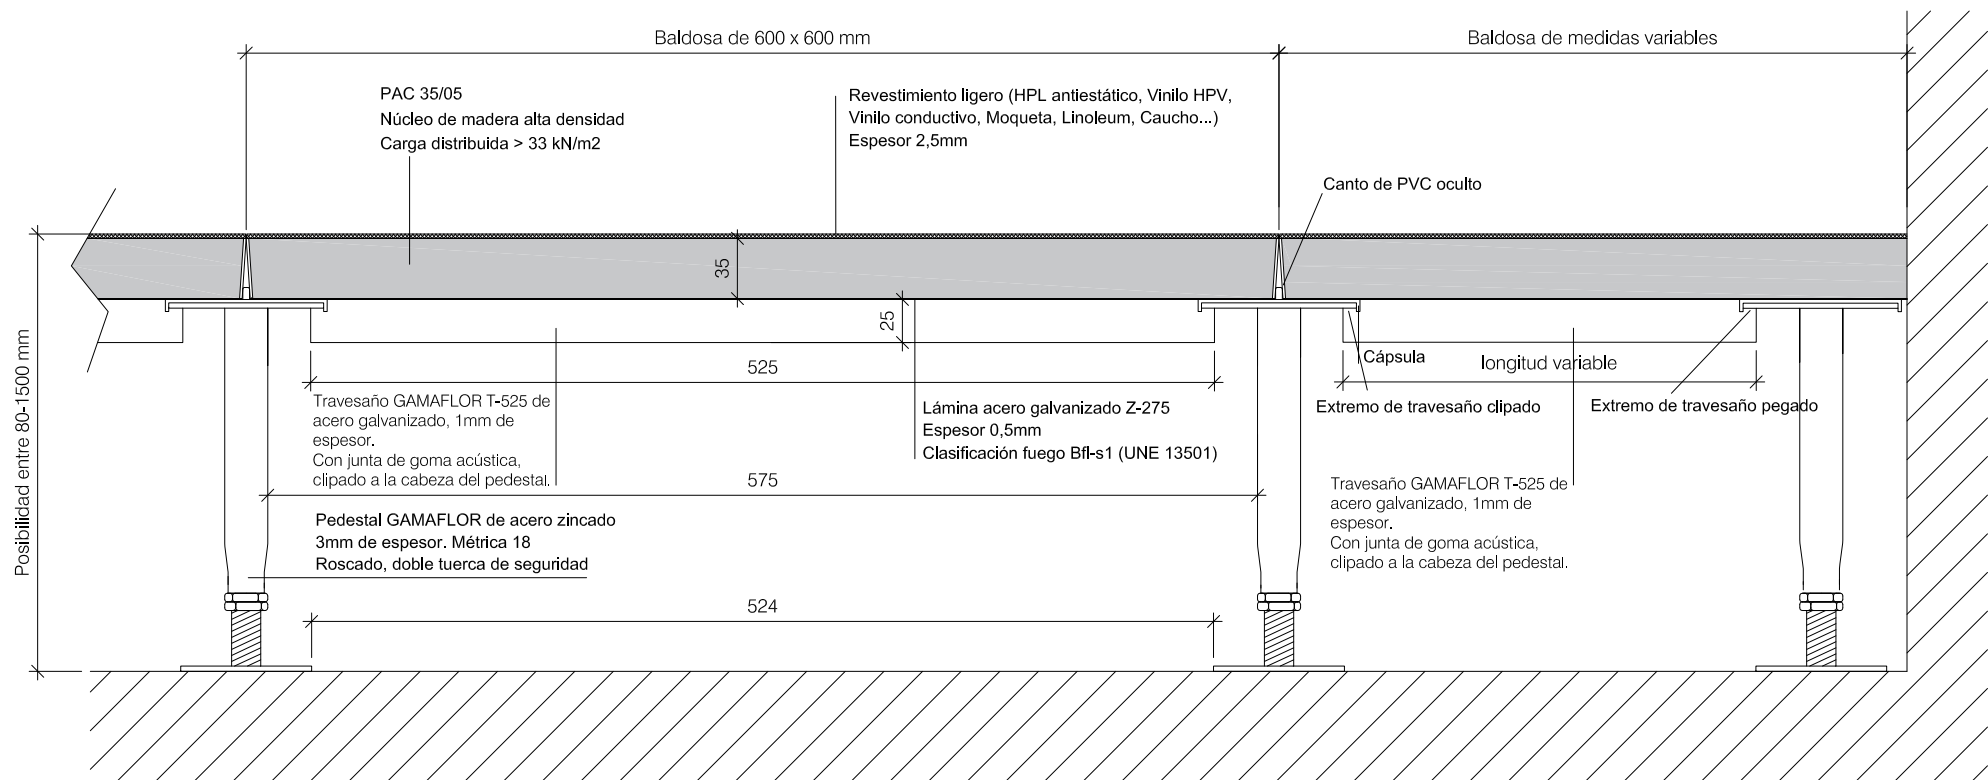 Baldosa de 600 x 600 mm
Baldosa de medidas variables
PAC 35/05
Núcleo de madera alta densidad
Carga distribuida > 33 kN/m2
Revestimiento ligero (HPL antiestático, Vinilo HPV,
Vinilo conductivo, Moqueta, Linoleum, Caucho...)
Espesor 2,5mm
Canto de PVC oculto
35
25
Posibilidad entre 80-1500 mm
525
Cápsula
longitud variable
Travesaño GAMAFLOR T-525 de
acero galvanizado, 1mm de
espesor.
Con junta de goma acústica,
clipado a la cabeza del pedestal.
Lámina acero galvanizado Z-275
Espesor 0,5mm
Clasificación fuego Bfl-s1 (UNE 13501)
Extremo de travesaño clipado
Extremo de travesaño pegado
575
Travesaño GAMAFLOR T-525 de
acero galvanizado, 1mm de
espesor.
Con junta de goma acústica,
clipado a la cabeza del pedestal.
Pedestal GAMAFLOR de acero zincado
3mm de espesor. Métrica 18
Roscado, doble tuerca de seguridad
524